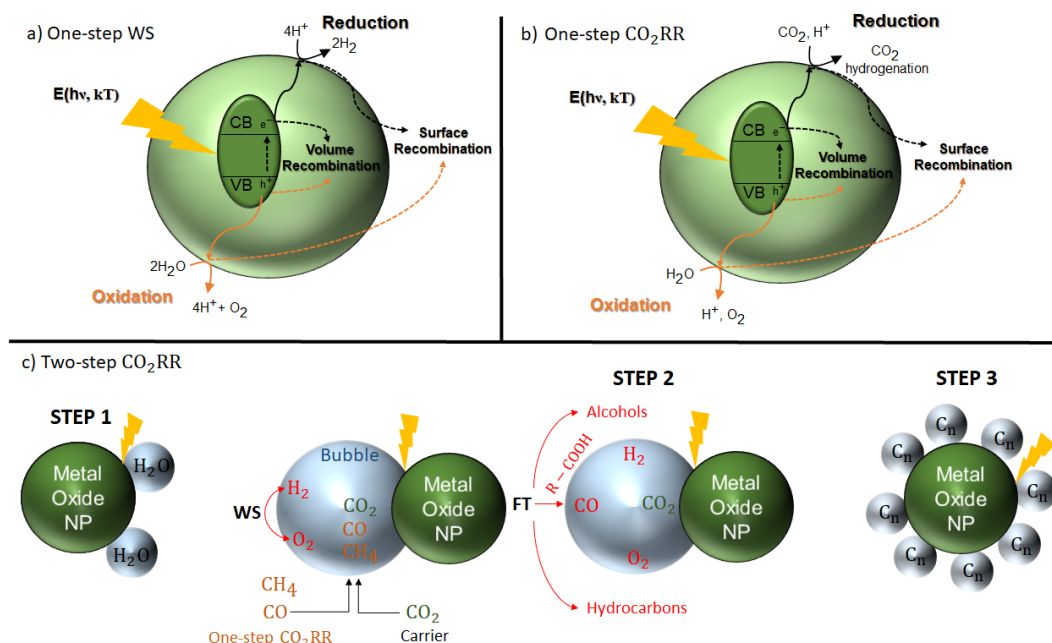 a) One-step WS
Reduction
4H⁺
2H₂
E(hν, kT)
CB e⁻
VB h⁺
Volume
Recombination
Surface
Recombination
2H₂O
Oxidation
4H⁺ + O₂
b) One-step CO₂RR
Reduction
CO₂, H⁺
CO₂
hydrogenation
E(hν, kT)
CB e⁻
VB h⁺
Volume
Recombination
Surface
Recombination
H₂O
Oxidation
H⁺, O₂
c) Two-step CO₂RR
STEP 1
Metal
Oxide
NP
H₂O
H₂O
Bubble
WS
H₂
O₂
CO₂
CO
CH₄
Metal
Oxide
NP
CH₄
CO
One-step CO₂RR
CO₂
Carrier
STEP 2
Alcohols
R − COOH
FT
Hydrocarbons
H₂
CO
CO₂
O₂
Metal
Oxide
NP
STEP 3
Metal
Oxide
NP
Cₙ
Cₙ
Cₙ
Cₙ
Cₙ
Cₙ
Cₙ
Cₙ